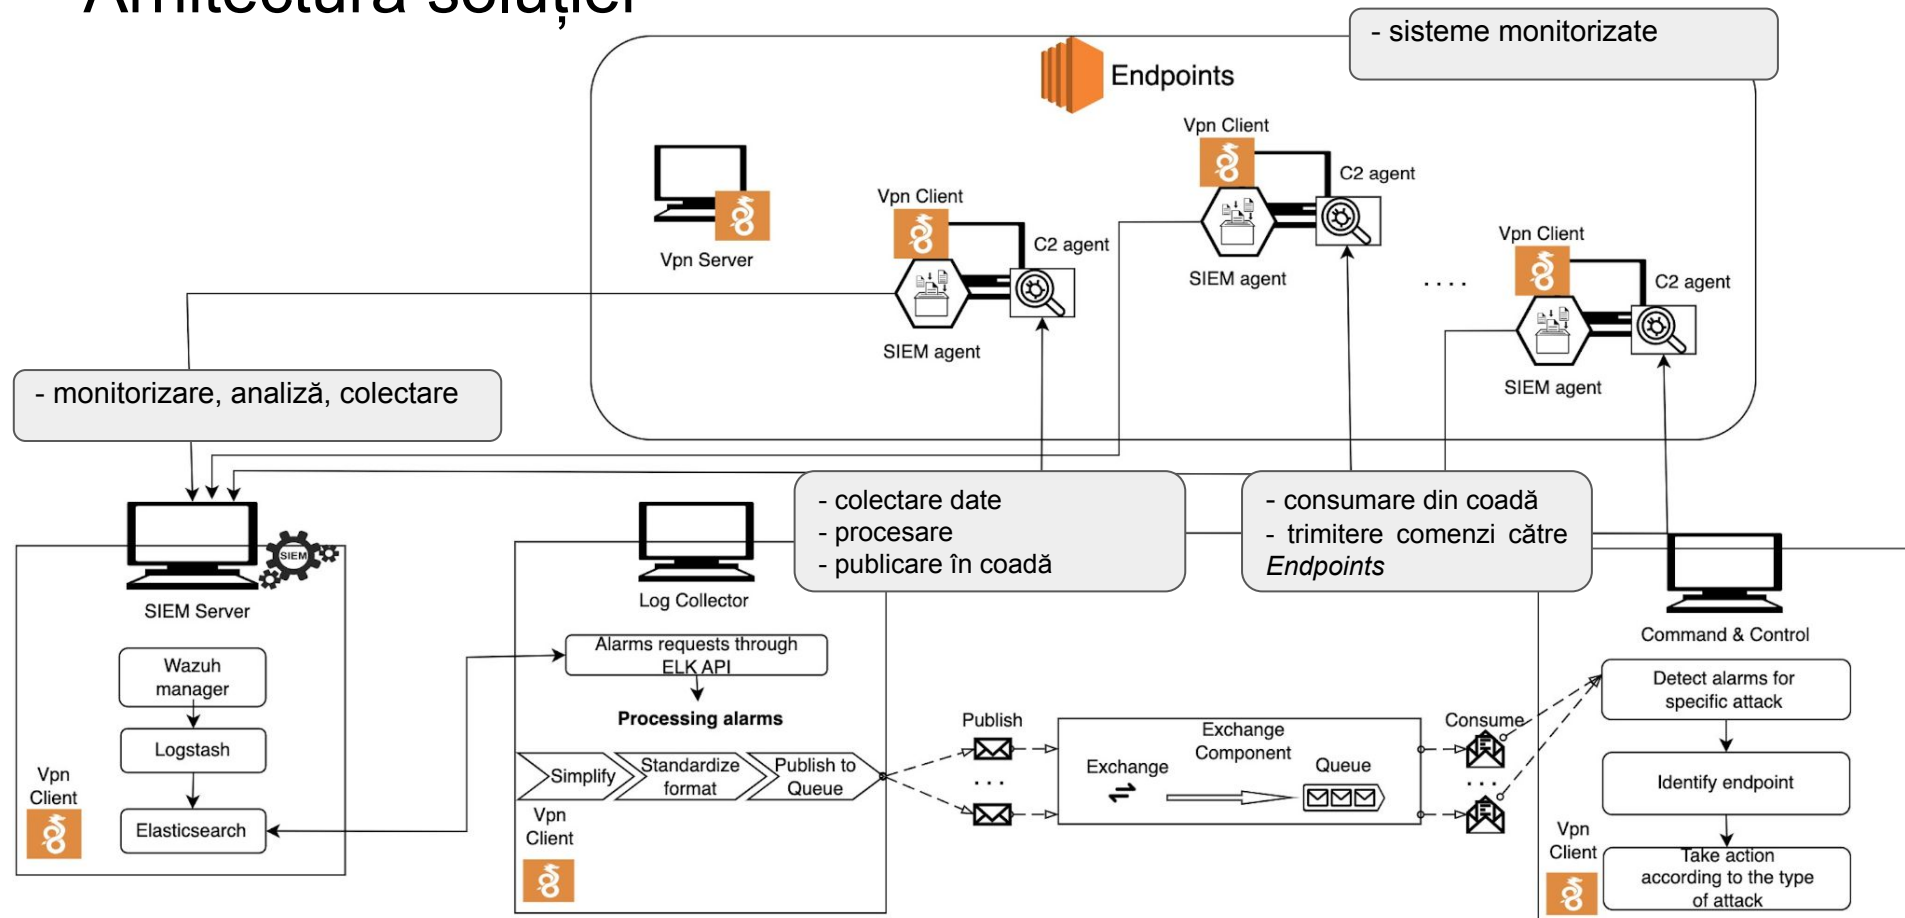 Arhitectura soluției
- sisteme monitorizate
Endpoints
Vpn Client
C2 agent
SIEM agent
Vpn Client
C2 agent
SIEM agent
Vpn Client
C2 agent
SIEM agent
. . . .
Vpn Server
- monitorizare, analiză, colectare
- colectare date
- procesare
- publicare în coadă
- consumare din coadă
- trimitere comenzi către
Endpoints
SIEM
SIEM Server
Wazuh
manager
Logstash
Elasticsearch
Vpn
Client
Log Collector
Alarms requests through
ELK API
Processing alarms
Simplify
Standardize
format
Publish to
Queue
Vpn
Client
Publish
. . .
Exchange
Component
Exchange
Queue
Consume
. . .
Command & Control
Detect alarms for
specific attack
Identify endpoint
Take action
according to the type
of attack
Vpn
Client